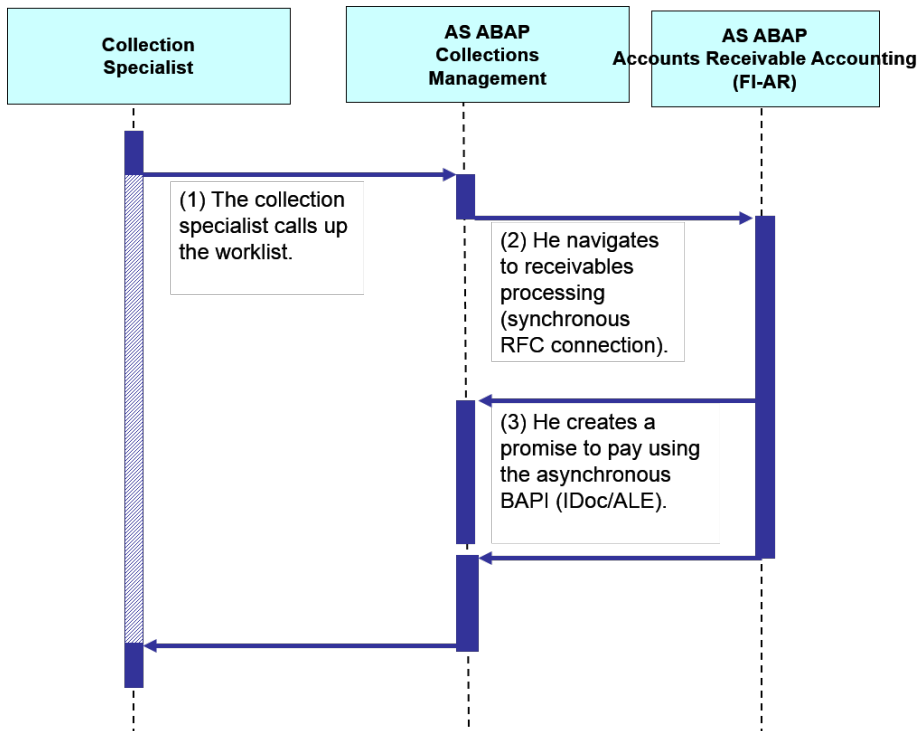 Collection
Specialist
AS ABAP
Collections
Management
AS ABAP
Accounts Receivable Accounting
(FI-AR)
(1) The collection
specialist calls up
the worklist.
(2) He navigates
to receivables
processing
(synchronous
RFC connection).
(3) He creates a
promise to pay using
the asynchronous
BAPI (IDoc/ALE).